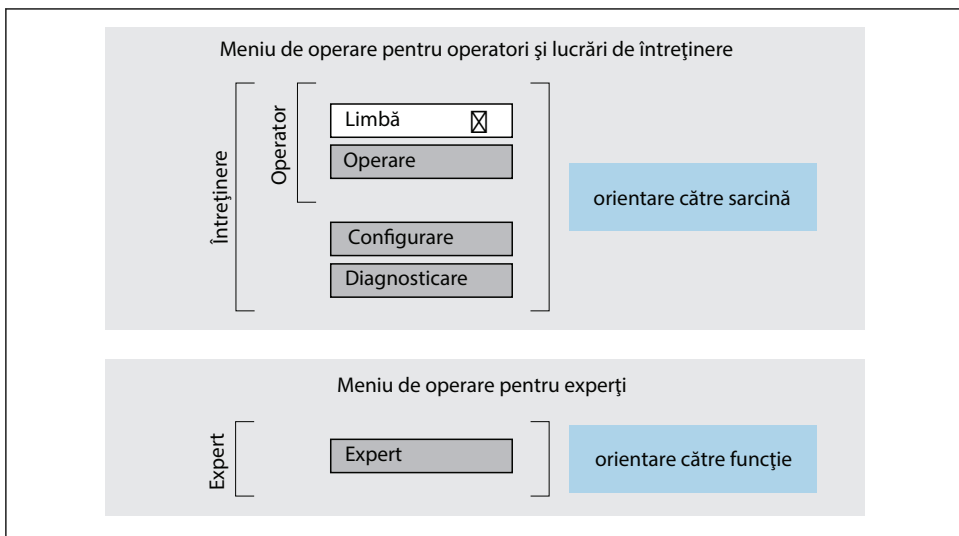 Meniu de operare pentru operatori şi lucrări de întreţinere
Întreţinere
Operator
Limbă
Operare
Configurare
Diagnosticare
orientare către sarcină
Meniu de operare pentru experţi
Expert
Expert
orientare către funcţie